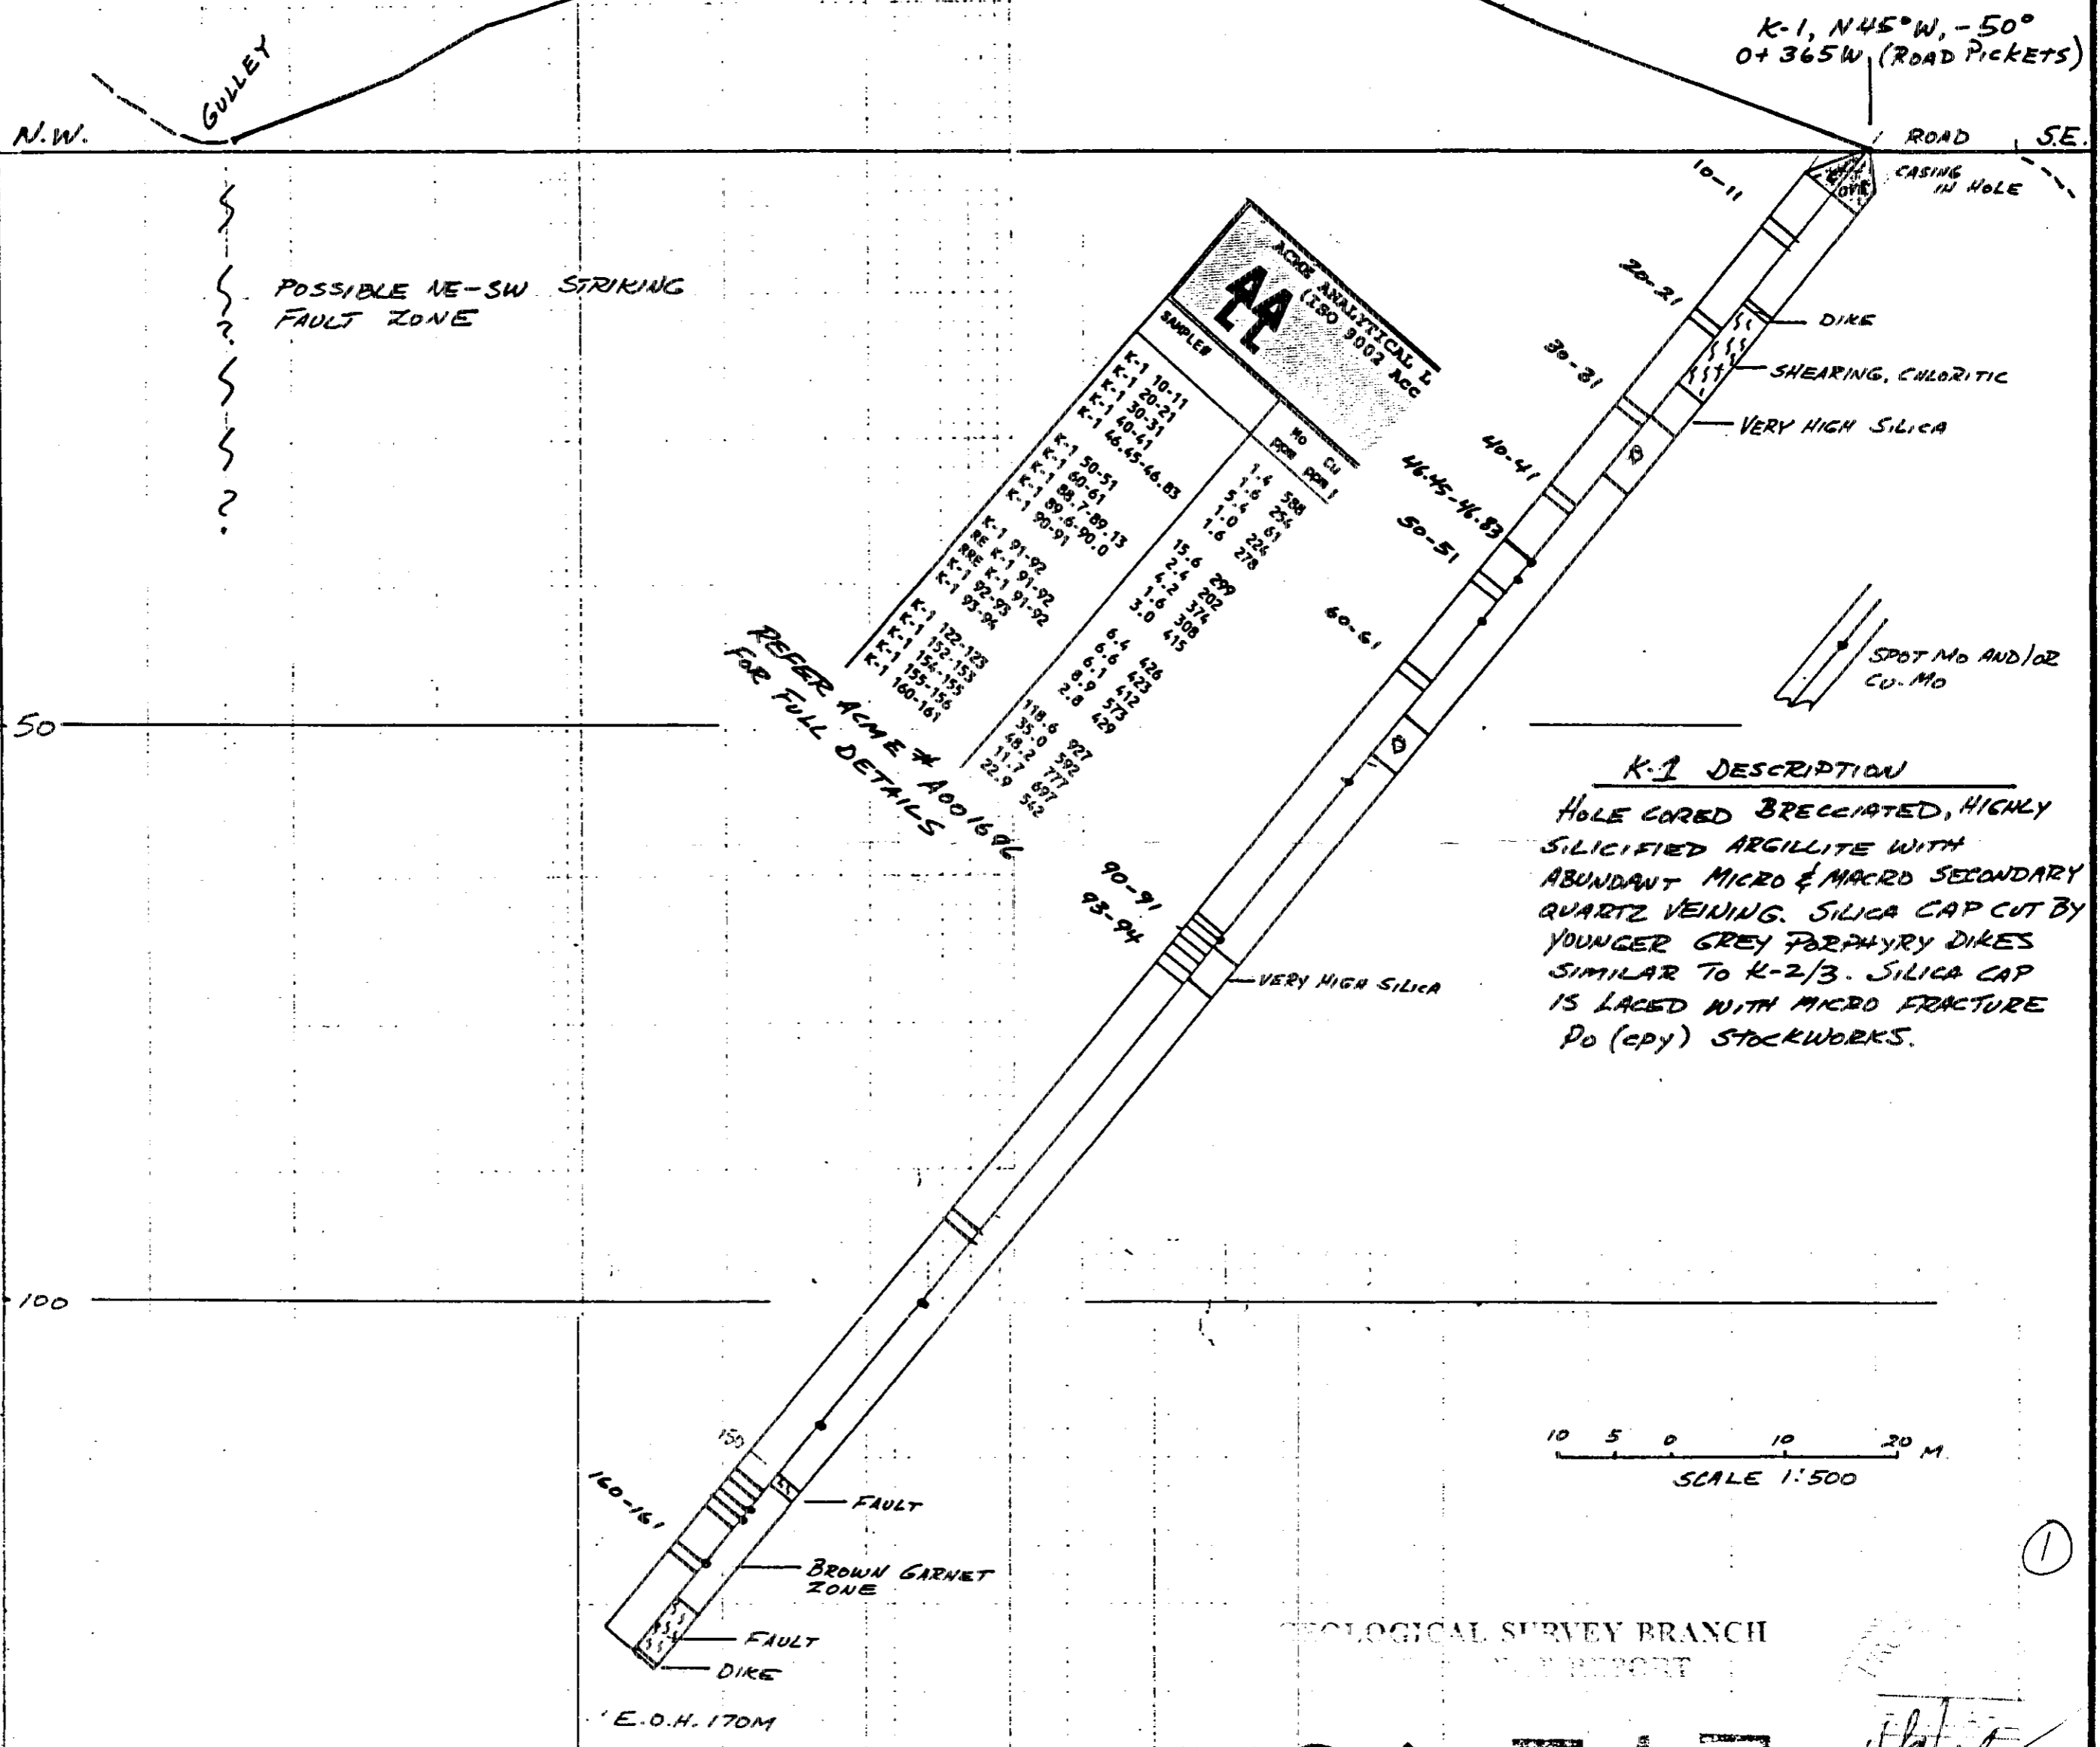 K-1, N45°W, -50°
0+365W (ROAD PICKETS)
GULLEY
N.W.
ROAD
S.E.
CASING
IN HOLE
10-11
20-21
30-31
40-41
46.45-46.83
50-51
60-61
90-91
93-94
150
160-161
POSSIBLE NE-SW STRIKING
FAULT ZONE
?
?
DIKE
SHEARING, CHLORITIC
VERY HIGH SILICA
ACME ANALYTICAL L
(ISO 9002 Acc
AA
LL
SAMPLE# Mo Cu
ppm ppm
K-1 10-11 1.4 588
K-1 20-21 1.6 254
K-1 30-31 5.4 61
K-1 40-41 1.0 224
K-1 46.45-46.83 1.6 278
K-1 50-51 15.6 299
K-1 60-61 2.4 202
K-1 88.7-89.13 4.2 374
K-1 89.6-90.0 1.6 308
K-1 90-91 3.0 415
K-1 91-92 6.4 426
RE K-1 91-92 6.6 423
RRE K-1 91-92 6.1 412
K-1 92-93 8.9 573
K-1 93-94 2.8 429
K-1 122-123 118.6 927
K-1 152-153 35.0 592
K-1 154-155 48.2 777
K-1 155-156 11.7 697
K-1 160-161 22.9 542
REFER ACME # A001696
FOR FULL DETAILS
SPOT MO AND/OR
CU-MO
50
K-1 DESCRIPTION
HOLE CORED BRECCIATED, HIGHLY
SILICIFIED ARGILLITE WITH
ABUNDANT MICRO & MACRO SECONDARY
QUARTZ VEINING. SILICA CAP CUT BY
YOUNGER GREY PORPHYRY DIKES
SIMILAR TO K-2/3. SILICA CAP
IS LACED WITH MICRO FRACTURE
PO (CPY) STOCKWORKS.
VERY HIGH SILICA
100
10 5 0 10 20 M.
SCALE 1:500
FAULT
BROWN GARNET
ZONE
FAULT
DIKE
E.O.H. 170M
1
GEOLOGICAL SURVEY BRANCH
REPORT